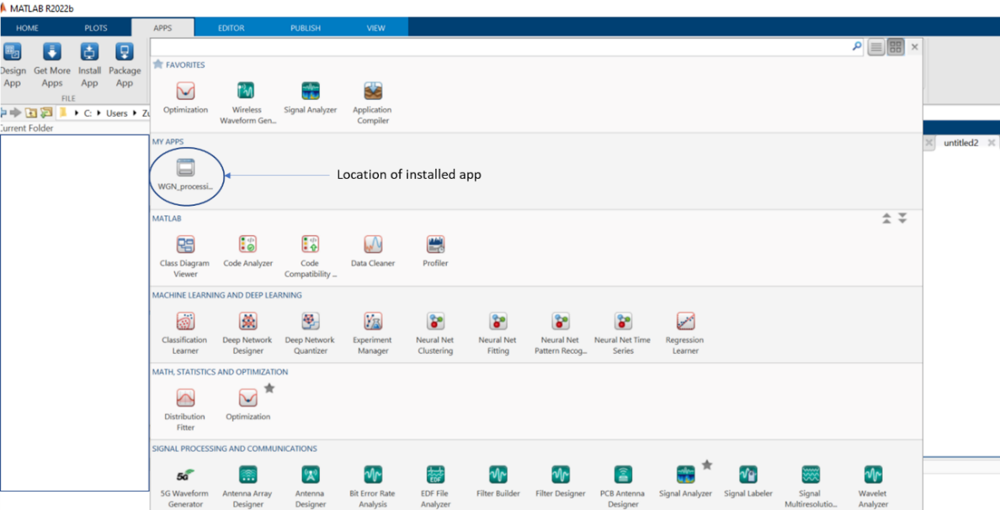 MATLAB R2022b
HOME PLOTS APPS EDITOR PUBLISH VIEW
Design App
Get More Apps
Install App
Package App
FILE
C: Users
Current Folder
untitled2
FAVORITES
Optimization
Wireless Waveform Gen...
Signal Analyzer
Application Compiler
MY APPS
WGN_processi...
Location of installed app
MATLAB
Class Diagram Viewer
Code Analyzer
Code Compatibility ...
Data Cleaner
Profiler
MACHINE LEARNING AND DEEP LEARNING
Classification Learner
Deep Network Designer
Deep Network Quantizer
Experiment Manager
Neural Net Clustering
Neural Net Fitting
Neural Net Pattern Recog...
Neural Net Time Series
Regression Learner
MATH, STATISTICS AND OPTIMIZATION
Distribution Fitter
Optimization
SIGNAL PROCESSING AND COMMUNICATIONS
5G
EDF
5G Waveform Generator
Antenna Array Designer
Antenna Designer
Bit Error Rate Analysis
EDF File Analyzer
Filter Builder
Filter Designer
PCB Antenna Designer
Signal Analyzer
Signal Labeler
Signal Multiresolutio...
Wavelet Analyzer